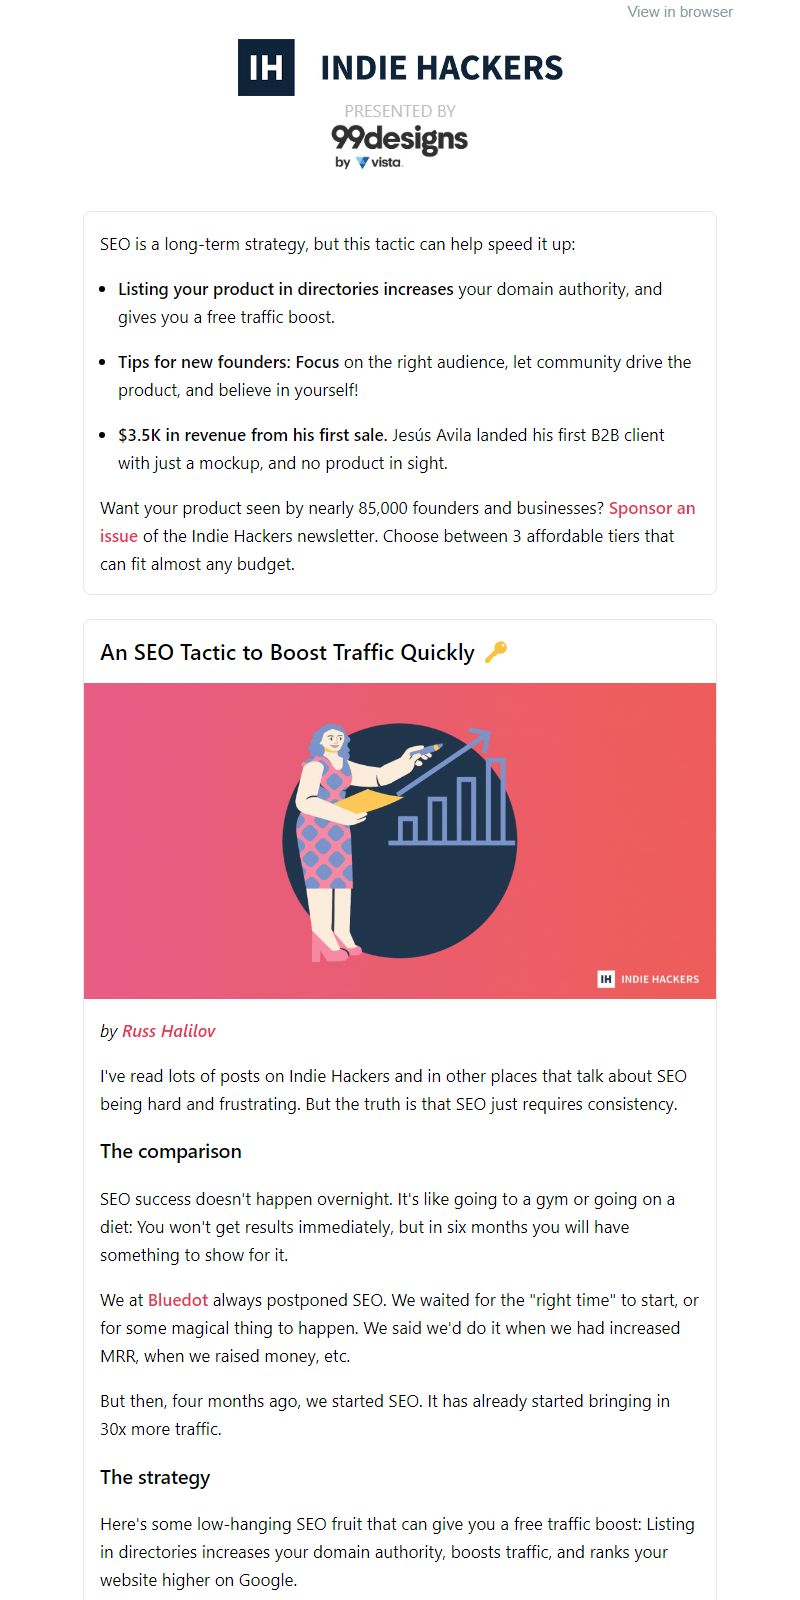 View in browser
IH INDIE HACKERS
PRESENTED BY
99designs
by vista.
SEO is a long-term strategy, but this tactic can help speed it up:
• Listing your product in directories increases your domain authority, and
gives you a free traffic boost.
• Tips for new founders: Focus on the right audience, let community drive the
product, and believe in yourself!
• $3.5K in revenue from his first sale. Jesús Avila landed his first B2B client
with just a mockup, and no product in sight.
Want your product seen by nearly 85,000 founders and businesses? Sponsor an
issue of the Indie Hackers newsletter. Choose between 3 affordable tiers that
can fit almost any budget.
An SEO Tactic to Boost Traffic Quickly 🔑
IH INDIE HACKERS
by Russ Halilov
I've read lots of posts on Indie Hackers and in other places that talk about SEO
being hard and frustrating. But the truth is that SEO just requires consistency.
The comparison
SEO success doesn't happen overnight. It's like going to a gym or going on a
diet: You won't get results immediately, but in six months you will have
something to show for it.
We at Bluedot always postponed SEO. We waited for the "right time" to start, or
for some magical thing to happen. We said we'd do it when we had increased
MRR, when we raised money, etc.
But then, four months ago, we started SEO. It has already started bringing in
30x more traffic.
The strategy
Here's some low-hanging SEO fruit that can give you a free traffic boost: Listing
in directories increases your domain authority, boosts traffic, and ranks your
website higher on Google.